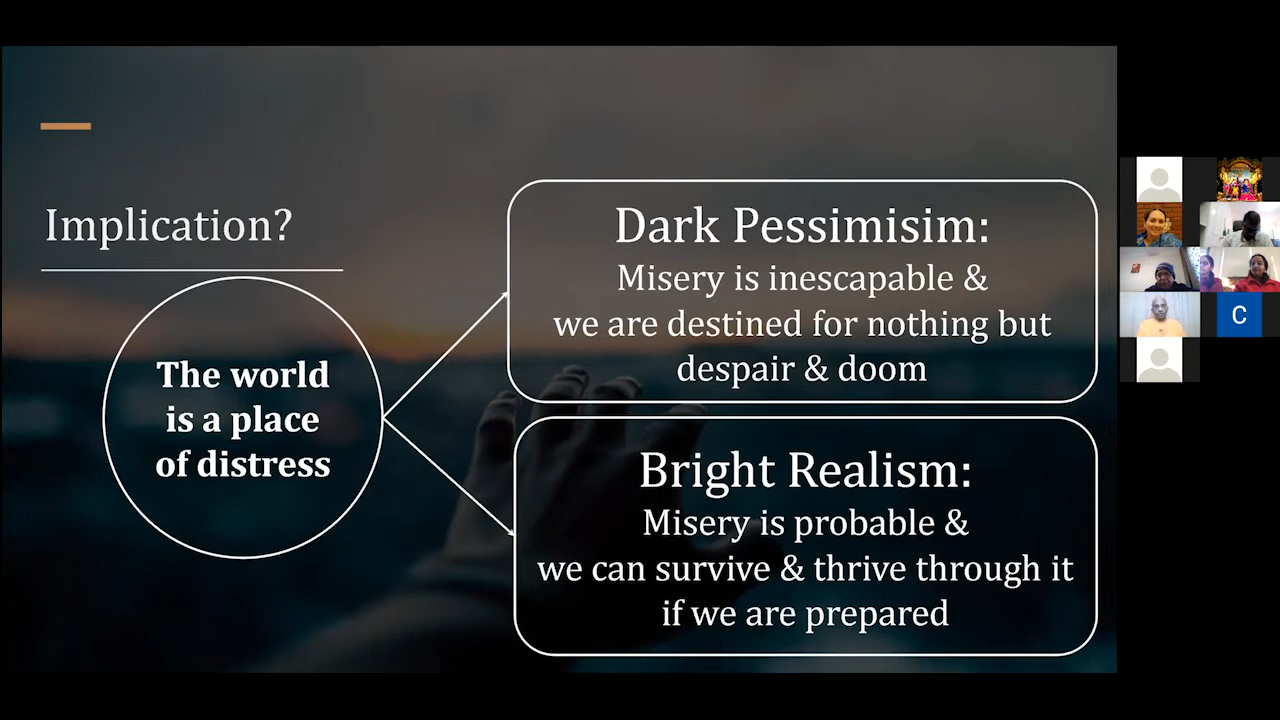 Implication?
The world
is a place
of distress
Dark Pessimisim:
Misery is inescapable &
we are destined for nothing but
despair & doom
Bright Realism:
Misery is probable &
we can survive & thrive through it
if we are prepared
C